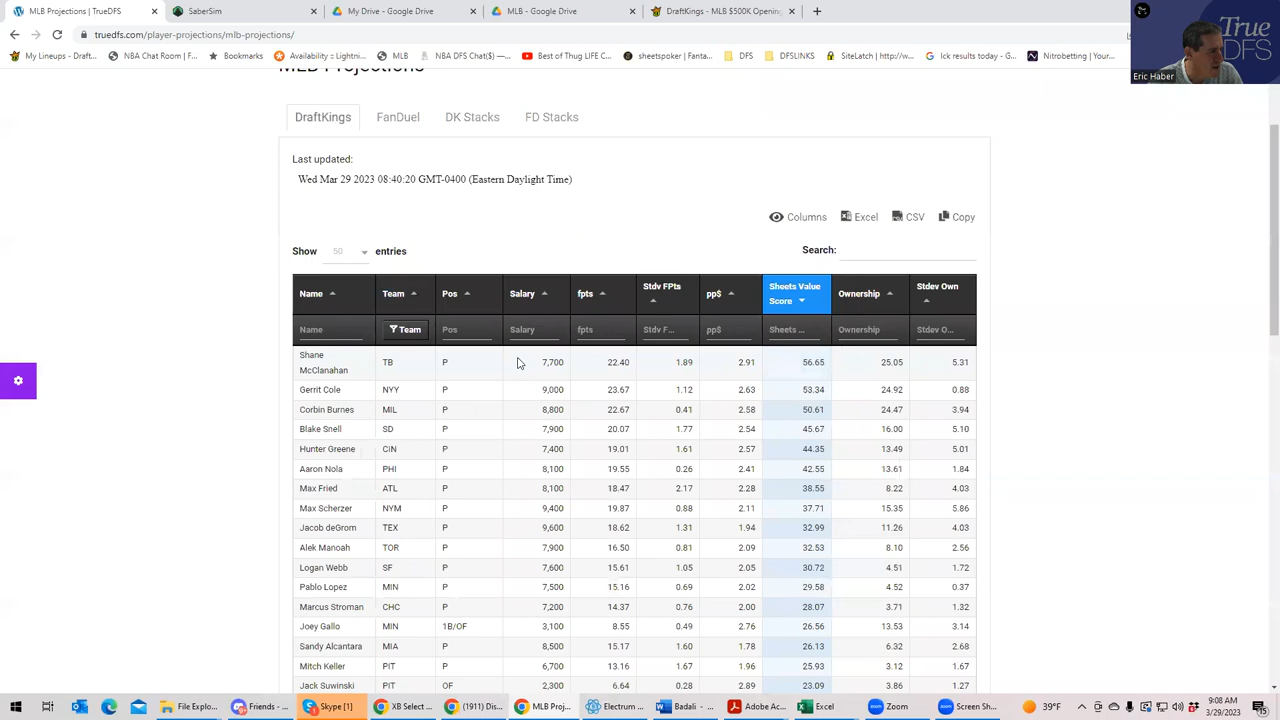 MLB Projections | TrueDFS
SaberSim
My Drive - Google Drive
MLB - Google Drive
DraftKings - MLB $500K Openin
truedfs.com/player-projections/mlb-projections/
My Lineups - Draft...
NBA Chat Room | F...
Bookmarks
Availability :: Lightni...
MLB
NBA DFS Chat($) —...
Best of Thug LIFE C...
sheetspoker | Fanta...
DFS
DFSLINKS
SiteLatch | http://w...
Ick results today - G...
Nitrobetting | Your...
True
DFS
Eric Haber
MLB Projections
DraftKings FanDuel DK Stacks FD Stacks
Last updated:
Wed Mar 29 2023 08:40:20 GMT-0400 (Eastern Daylight Time)
Columns Excel CSV Copy
Show 50 entries Search:
Name Team Pos Salary fpts Stdv FPts pp$ Sheets Value Score Ownership Stdev Own
Name Team Pos Salary fpts Stdv F... pp$ Sheets ... Ownership Stdev O...
Shane McClanahan TB P 7,700 22.40 1.89 2.91 56.65 25.05 5.31
Gerrit Cole NYY P 9,000 23.67 1.12 2.63 53.34 24.92 0.88
Corbin Burnes MIL P 8,800 22.67 0.41 2.58 50.61 24.47 3.94
Blake Snell SD P 7,900 20.07 1.77 2.54 45.67 16.00 5.10
Hunter Greene CIN P 7,400 19.01 1.61 2.57 44.35 13.49 5.01
Aaron Nola PHI P 8,100 19.55 0.26 2.41 42.55 13.61 1.84
Max Fried ATL P 8,100 18.47 2.17 2.28 38.55 8.22 4.03
Max Scherzer NYM P 9,400 19.87 0.88 2.11 37.71 15.35 5.86
Jacob deGrom TEX P 9,600 18.62 1.31 1.94 32.99 11.26 4.03
Alek Manoah TOR P 7,900 16.50 0.81 2.09 32.53 8.10 2.56
Logan Webb SF P 7,600 15.61 1.05 2.05 30.72 4.51 1.72
Pablo Lopez MIN P 7,500 15.16 0.69 2.02 29.58 4.52 0.37
Marcus Stroman CHC P 7,200 14.37 0.76 2.00 28.07 3.71 1.32
Joey Gallo MIN 1B/OF 3,100 8.55 0.49 2.76 26.56 13.53 3.14
Sandy Alcantara MIA P 15.17 1.60 1.78 26.13 6.32 2.68
Mitch Keller PIT P 6,700 13.16 1.67 1.96 25.93 3.12 1.67
Jack Suwinski PIT OF 2,300 6.64 0.28 2.89 23.09 3.86 1.27
File Explo...
Friends - ...
Skype [1]
XB Select ...
(1911) Dis...
MLB Proj...
Electrum ...
Badali - ...
Adobe Ac...
Excel
Zoom
Screen Sh...
39°F
9:08 AM
3/29/2023
15